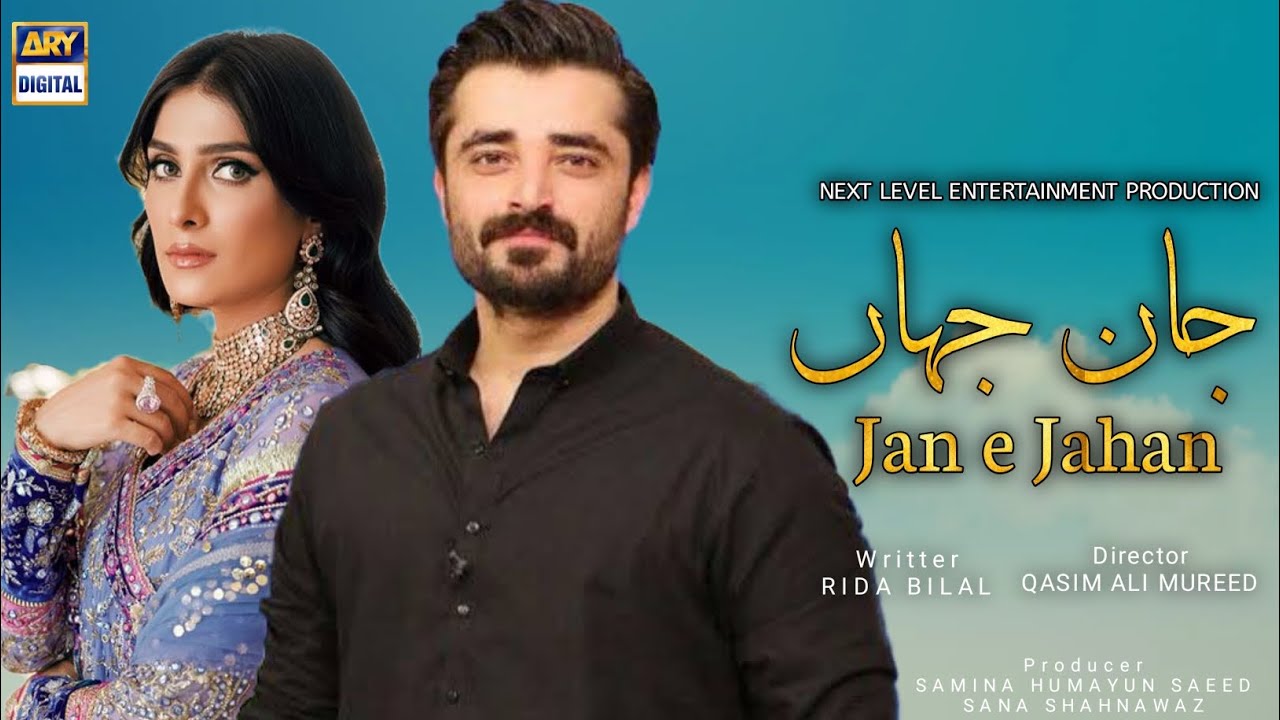 ARY
DIGITAL
NEXT LEVEL ENTERTAINMENT PRODUCTION
جان جہاں
Jan e Jahan
Writter
RIDA BILAL
Director
QASIM ALI MUREED
Producer
SAMINA HUMAYUN SAEED
SANA SHAHNAWAZ